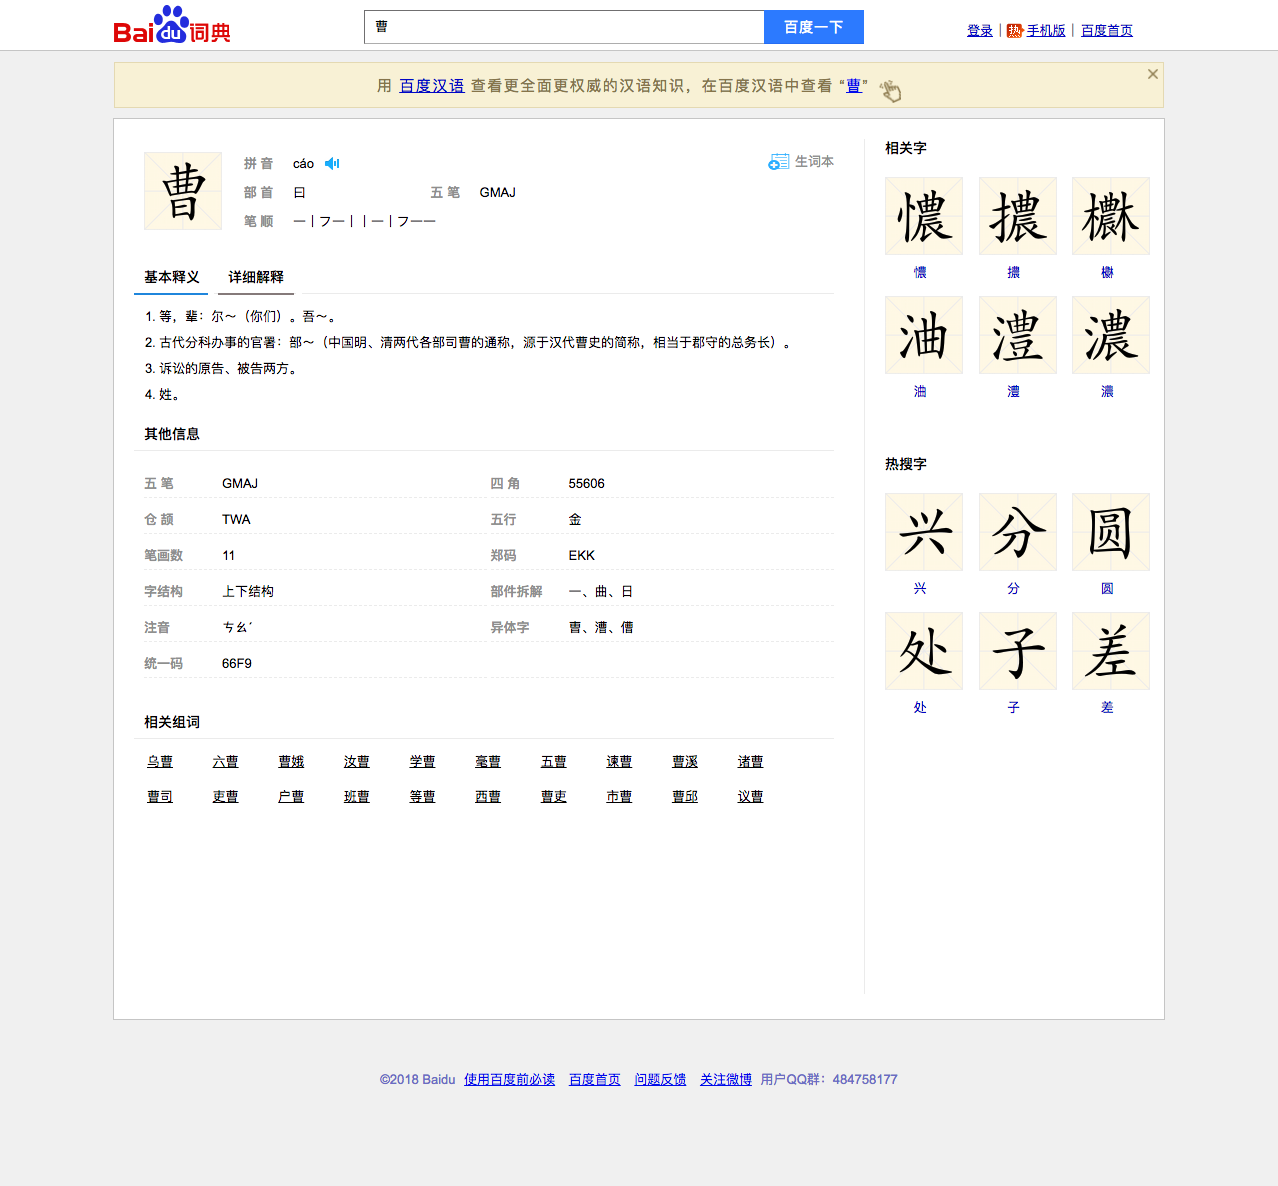 Baidu词典
曹
百度一下
登录 | 热 手机版 | 百度首页
用 百度汉语 查看更全面更权威的汉语知识，在百度汉语中查看 “曹”
曹
拼 音 cáo
生词本
部 首 曰 五 笔 GMAJ
笔 顺 一丨フ一丨丨一丨フ一一
基本释义 详细解释
1. 等，辈：尔～（你们）。吾～。
2. 古代分科办事的官署：部～（中国明、清两代各部司曹的通称，源于汉代曹史的简称，相当于郡守的总务长）。
3. 诉讼的原告、被告两方。
4. 姓。
其他信息
五 笔 GMAJ 四 角 55606
仓 颉 TWA 五行 金
笔画数 11 郑码 EKK
字结构 上下结构 部件拆解 一、曲、日
注音 ㄘㄠˊ 异体字 曺、漕、傮
统一码 66F9
相关组词
乌曹 六曹 曹娥 汝曹 学曹 毫曹 五曹 谏曹 曹溪 诸曹
曹司 吏曹 户曹 班曹 等曹 西曹 曹吏 市曹 曹邱 议曹
相关字
憹 擃
憹 擃
油 澧 濃
油 澧 濃
热搜字
兴 分 圆
兴 分 圆
处 子 差
处 子 差
©2018 Baidu 使用百度前必读 百度首页 问题反馈 关注微博 用户QQ群：484758177